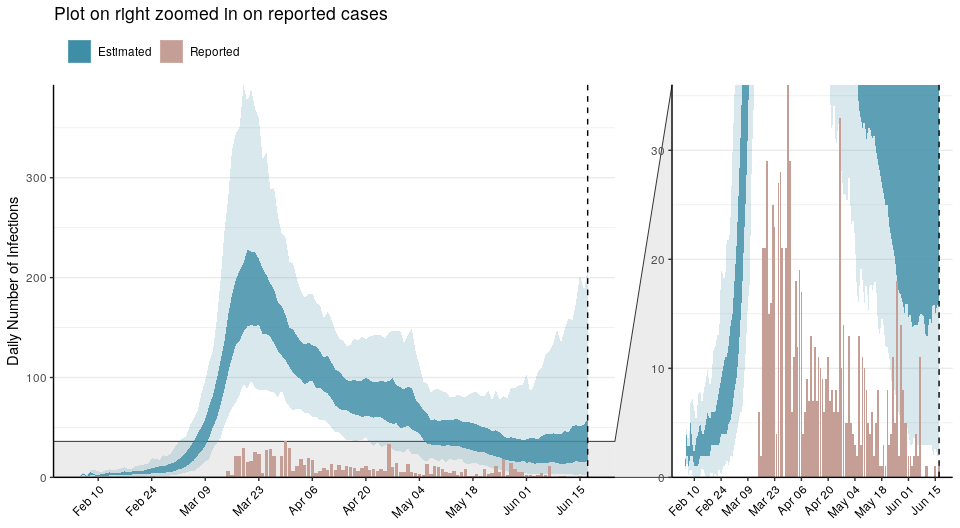 Plot on right zoomed in on reported cases
Estimated Reported
Daily Number of Infections
300
200
100
0
Feb 10 Feb 24 Mar 09 Mar 23 Apr 06 Apr 20 May 04 May 18 Jun 01 Jun 15
30
20
10
0
Feb 10 Feb 24 Mar 09 Mar 23 Apr 06 Apr 20 May 04 May 18 Jun 01 Jun 15